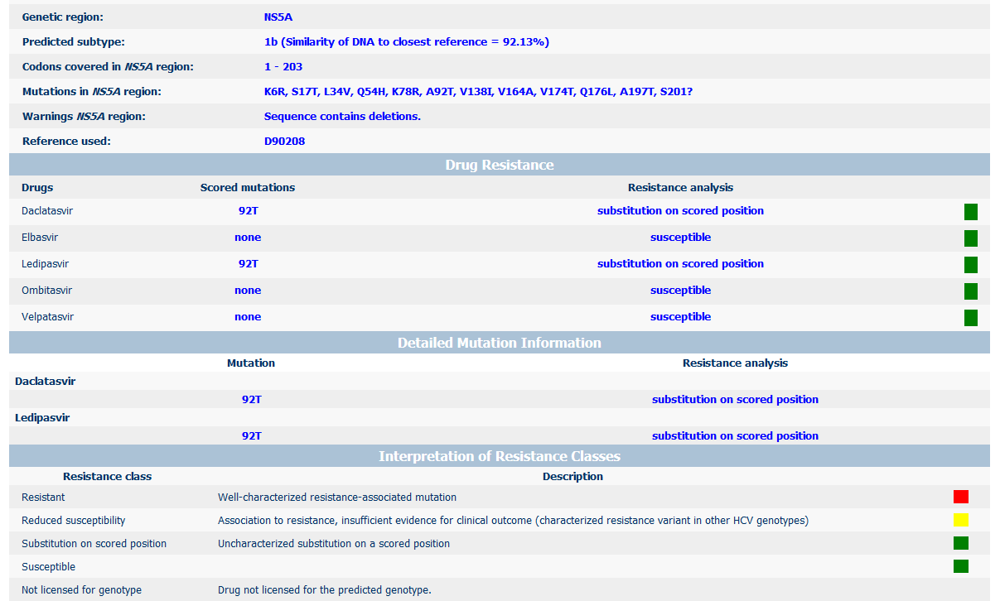 Genetic region: NS5A
Predicted subtype: 1b (Similarity of DNA to closest reference = 92.13%)
Codons covered in NS5A region: 1 - 203
Mutations in NS5A region: K6R, S17T, L34V, Q54H, K78R, A92T, V138I, V164A, V174T, Q176L, A197T, S201?
Warnings NS5A region: Sequence contains deletions.
Reference used: D90208
Drug Resistance
Drugs Scored mutations Resistance analysis
Daclatasvir 92T substitution on scored position
Elbasvir none susceptible
Ledipasvir 92T substitution on scored position
Ombitasvir none susceptible
Velpatasvir none susceptible
Detailed Mutation Information
Mutation Resistance analysis
Daclatasvir
92T substitution on scored position
Ledipasvir
92T substitution on scored position
Interpretation of Resistance Classes
Resistance class Description
Resistant Well-characterized resistance-associated mutation
Reduced susceptibility Association to resistance, insufficient evidence for clinical outcome (characterized resistance variant in other HCV genotypes)
Substitution on scored position Uncharacterized substitution on a scored position
Susceptible
Not licensed for genotype Drug not licensed for the predicted genotype.